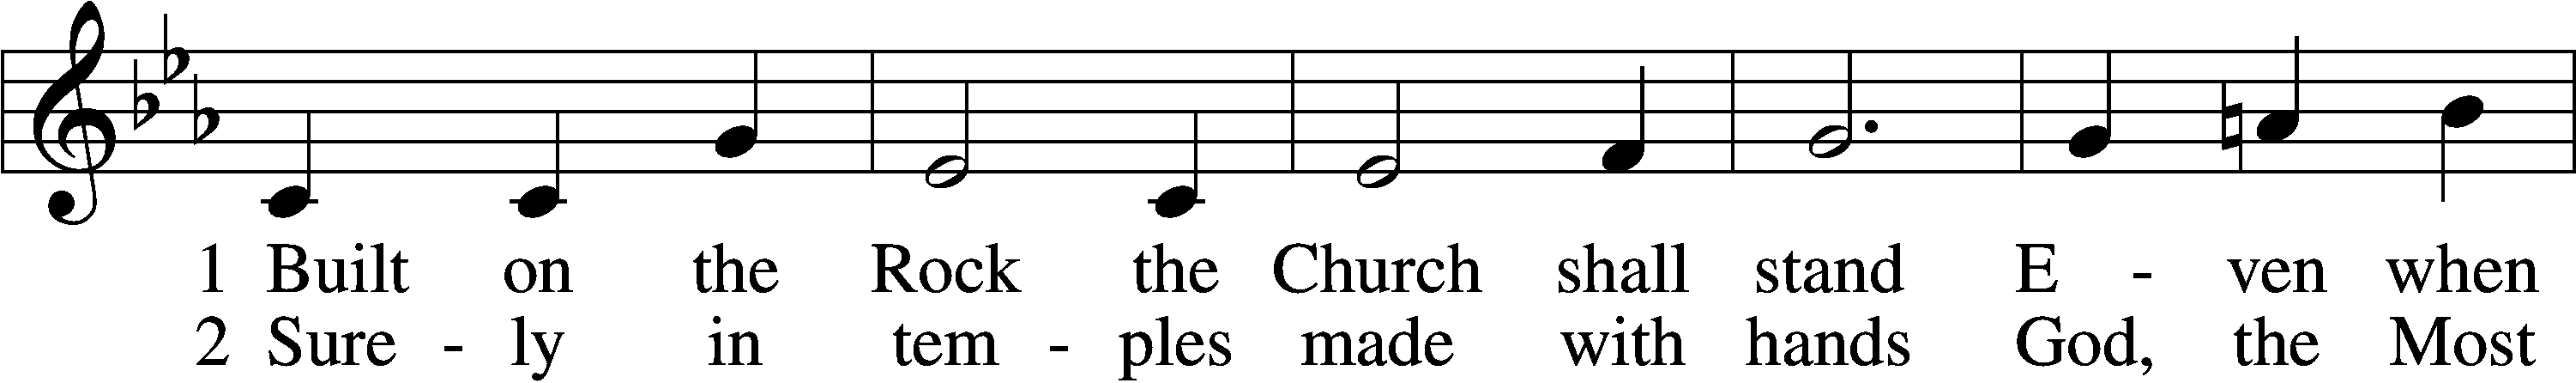 1 Built on the Rock the Church shall stand E - ven when
2 Sure - ly in tem - ples made with hands God, the Most